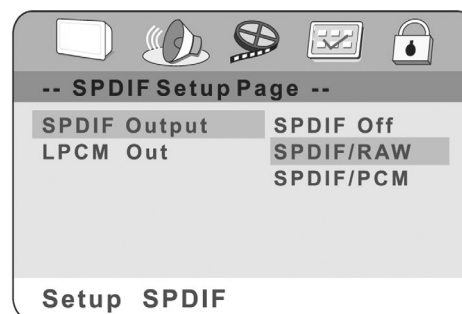 -- SPDIF Setup Page --
SPDIF Output SPDIF Off
LPCM Out SPDIF/RAW
SPDIF/PCM
Setup SPDIF